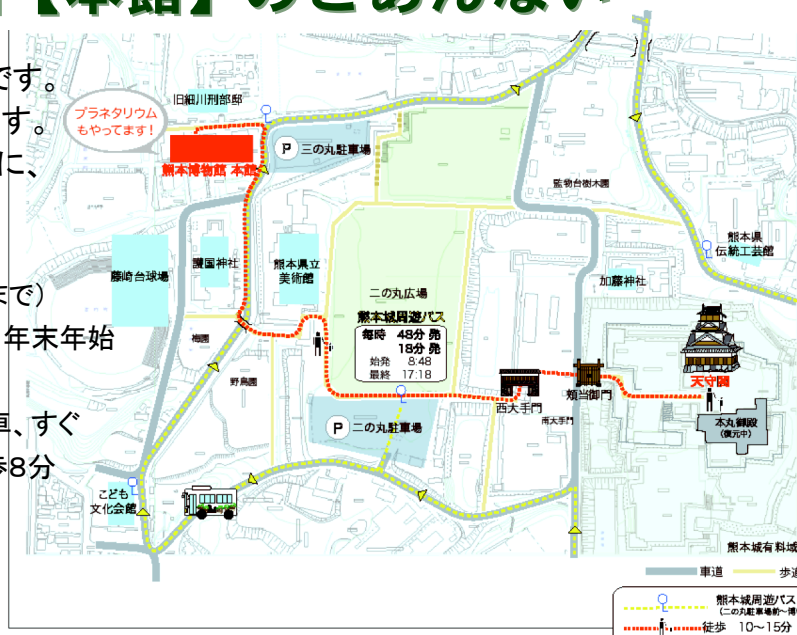 【本館】のごあんない
です。
す。
に、
まで）
年末年始
車、すぐ
歩8分
プラネタリウム
もやってます！
旧細川刑部邸
熊本博物館 本館
P 三の丸駐車場
監物台樹木園
熊本県
伝統工芸館
藤崎台球場
護国神社
熊本県立
美術館
加藤神社
二の丸広場
熊本城周遊バス
毎時 48分 発
18分 発
始発 8:48
最終 17:18
梅園
野鳥園
天守閣
西大手門
頬当御門
南大手門
本丸御殿
(復元中)
P 二の丸駐車場
こども
文化会館
熊本城有料域
車道
歩道
熊本城周遊バス
(二の丸駐車場前〜博
徒歩 10〜15分